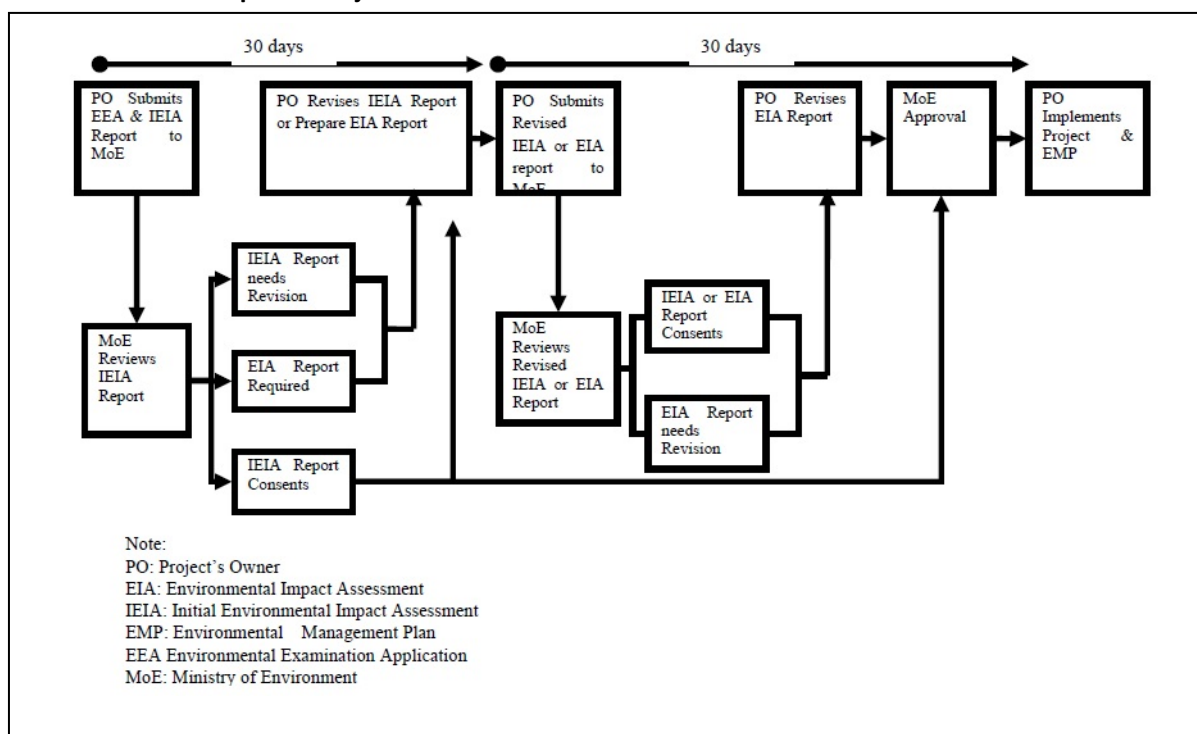 30 days
30 days
PO Submits
EEA & IEIA
Report to
MoE
PO Revises IEIA Report
or Prepare EIA Report
PO Submits
Revised
IEIA or EIA
report to
MoE
PO Revises
EIA Report
MoE
Approval
PO
Implements
Project &
EMP
IEIA Report
needs
Revision
MoE
Reviews
IEIA
Report
EIA Report
Required
IEIA Report
Consents
MoE
Reviews
Revised
IEIA or EIA
Report
IEIA or EIA
Report
Consents
EIA Report
needs
Revision
Note:
PO: Project's Owner
EIA: Environmental Impact Assessment
IEIA: Initial Environmental Impact Assessment
EMP: Environmental Management Plan
EEA Environmental Examination Application
MoE: Ministry of Environment